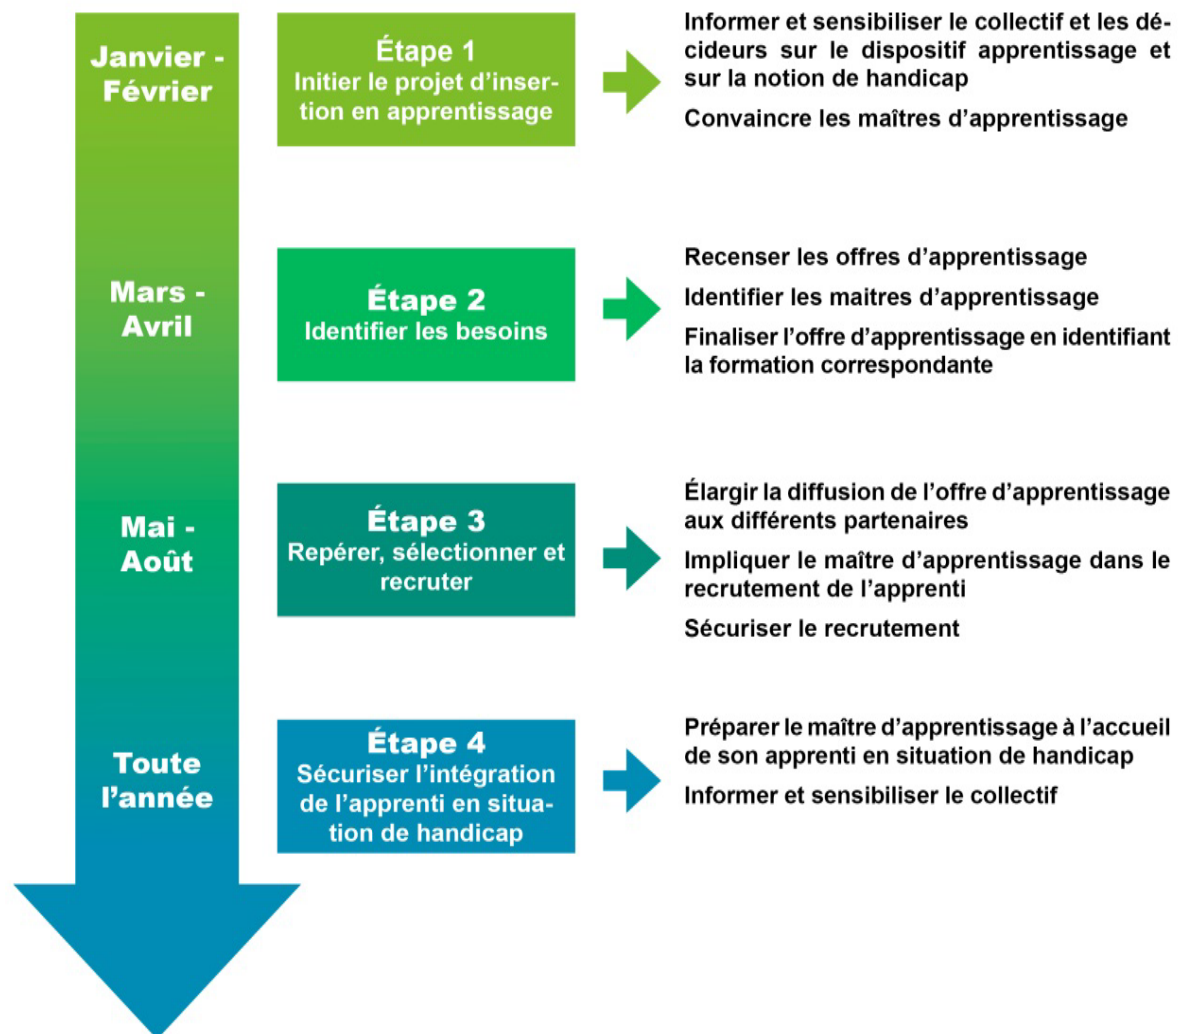 Janvier -
Février
Étape 1
Initier le projet d’inser-
tion en apprentissage
Informer et sensibiliser le collectif et les dé-
cideurs sur le dispositif apprentissage et
sur la notion de handicap
Convaincre les maîtres d’apprentissage
Mars -
Avril
Étape 2
Identifier les besoins
Recenser les offres d’apprentissage
Identifier les maitres d’apprentissage
Finaliser l’offre d’apprentissage en identifiant
la formation correspondante
Mai -
Août
Étape 3
Repérer, sélectionner et
recruter
Élargir la diffusion de l’offre d’apprentissage
aux différents partenaires
Impliquer le maître d’apprentissage dans le
recrutement de l’apprenti
Sécuriser le recrutement
Toute
l’année
Étape 4
Sécuriser l’intégration
de l’apprenti en situa-
tion de handicap
Préparer le maître d’apprentissage à l’accueil
de son apprenti en situation de handicap
Informer et sensibiliser le collectif